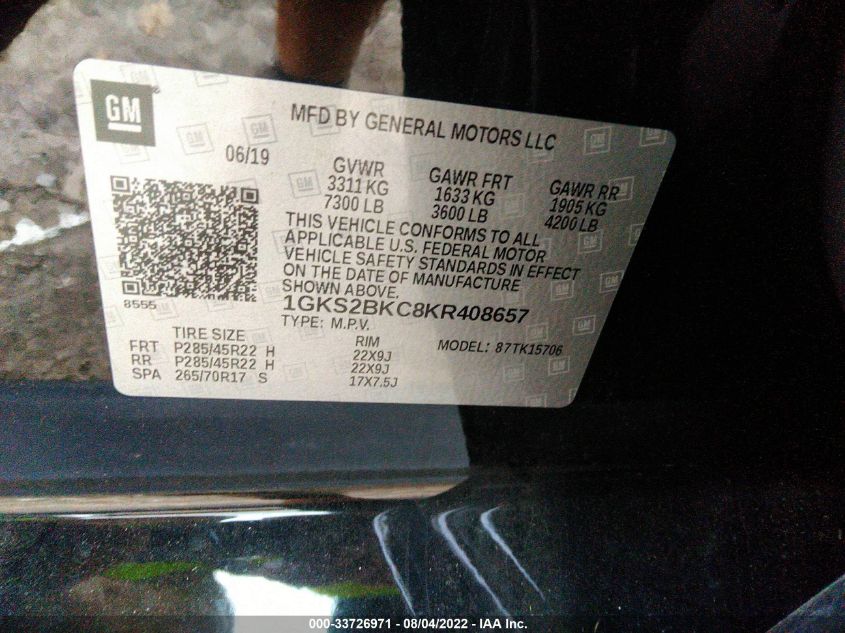 GM
MFD BY GENERAL MOTORS LLC
06/19
GVWR GAWR FRT GAWR RR
3311 KG 1633 KG 1905 KG
7300 LB 3600 LB 4200 LB
THIS VEHICLE CONFORMS TO ALL
APPLICABLE U.S. FEDERAL MOTOR
VEHICLE SAFETY STANDARDS IN EFFECT
ON THE DATE OF MANUFACTURE
SHOWN ABOVE.
8555
1GKS2BKC8KR408657
TYPE: M.P.V.
MODEL: 87TK15706
TIRE SIZE RIM
FRT P285/45R22 H 22X9J
RR P285/45R22 H 22X9J
SPA 265/70R17 S 17X7.5J
000-33726971 - 08/04/2022 - IAA Inc.